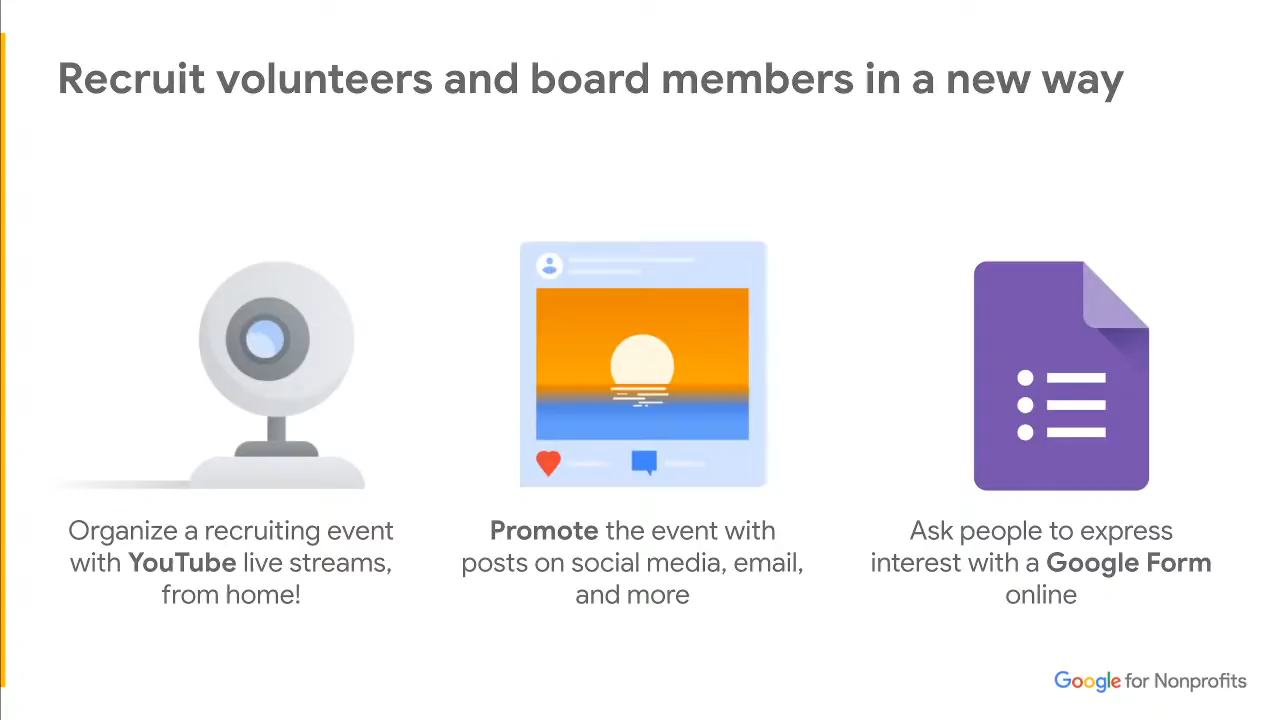 Recruit volunteers and board members in a new way
Organize a recruiting event
with YouTube live streams,
from home!
Promote the event with
posts on social media, email,
and more
Ask people to express
interest with a Google Form
online
Google for Nonprofits